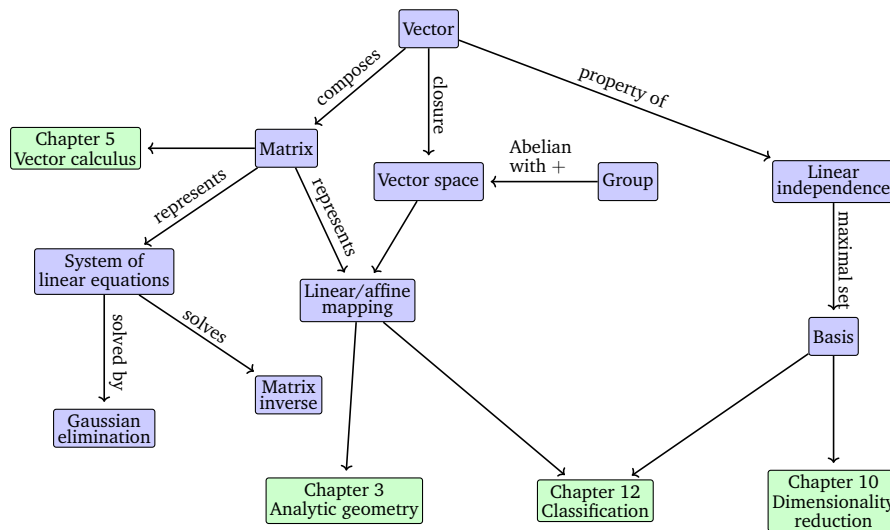 Vector
composes
closure
property of
Chapter 5
Vector calculus
Matrix
Abelian
with +
Vector space
Group
Linear
independence
represents
represents
maximal set
System of
linear equations
Linear/affine
mapping
solved by
solves
Basis
Matrix
inverse
Gaussian
elimination
Chapter 3
Analytic geometry
Chapter 12
Classification
Chapter 10
Dimensionality
reduction